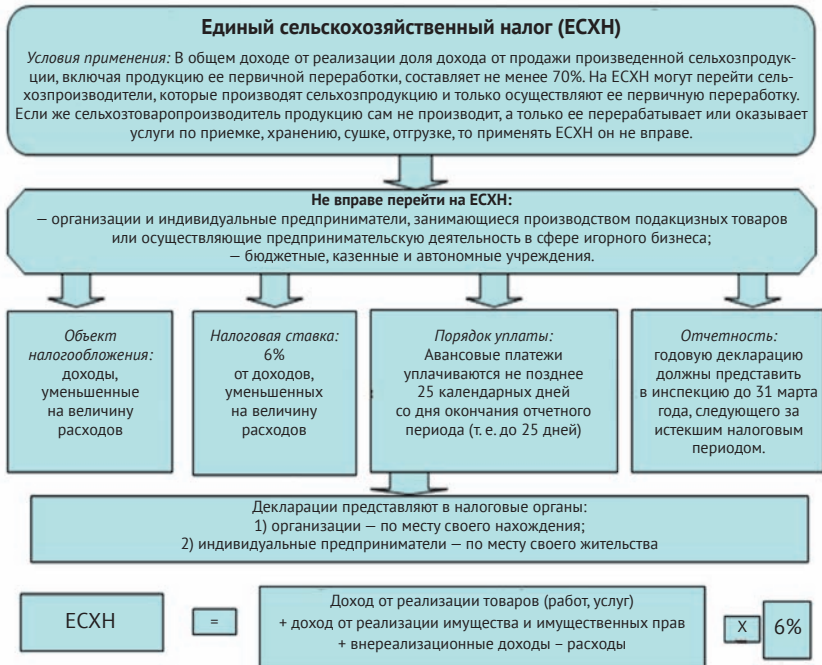 Единый сельскохозяйственный налог (ЕСХН)
Условия применения: В общем доходе от реализации доля дохода от продажи произведенной сельхозпродук-
ции, включая продукцию ее первичной переработки, составляет не менее 70%. На ЕСХН могут перейти сель-
хозпроизводители, которые производят сельхозпродукцию и только осуществляют ее первичную переработку.
Если же сельхозтоваропроизводитель продукцию сам не производит, а только ее перерабатывает или оказывает
услуги по приемке, хранению, сушке, отгрузке, то применять ЕСХН он не вправе.
Не вправе перейти на ЕСХН:
— организации и индивидуальные предприниматели, занимающиеся производством подакцизных товаров
или осуществляющие предпринимательскую деятельность в сфере игорного бизнеса;
— бюджетные, казенные и автономные учреждения.
Объект
налогообложения:
доходы,
уменьшенные
на величину
расходов
Налоговая ставка:
6%
от доходов,
уменьшенных
на величину
расходов
Порядок уплаты:
Авансовые платежи
уплачиваются не позднее
25 календарных дней
со дня окончания отчетного
периода (т. е. до 25 дней)
Отчетность:
годовую декларацию
должны представить
в инспекцию до 31 марта
года, следующего за
истекшим налоговым
периодом.
Декларации представляют в налоговые органы:
1) организации — по месту своего нахождения;
2) индивидуальные предприниматели — по месту своего жительства
ЕСХН
=
Доход от реализации товаров (работ, услуг)
+ доход от реализации имущества и имущественных прав
+ внереализационные доходы – расходы
X
6%